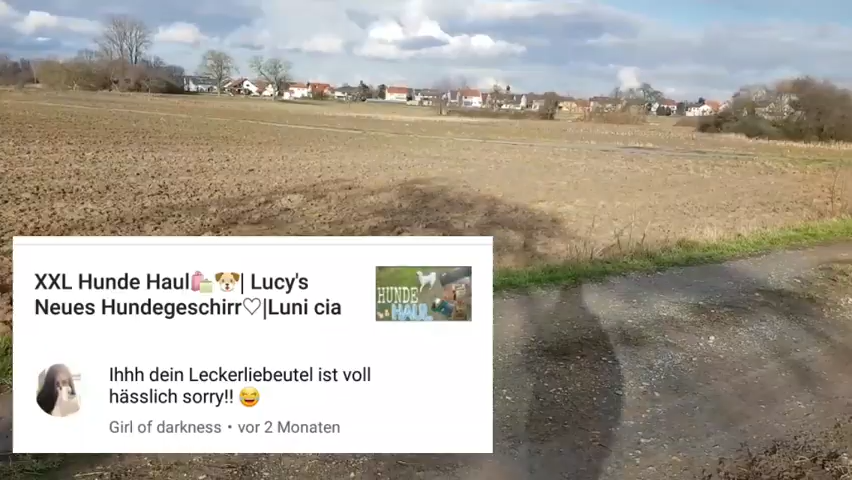 XXL Hunde Haul🛍️🐶| Lucy's
Neues Hundegeschirr♡|Luni cia
HUNDE
HAUL
Ihhh dein Leckerliebeutel ist voll
hässlich sorry!! 😂
Girl of darkness • vor 2 Monaten